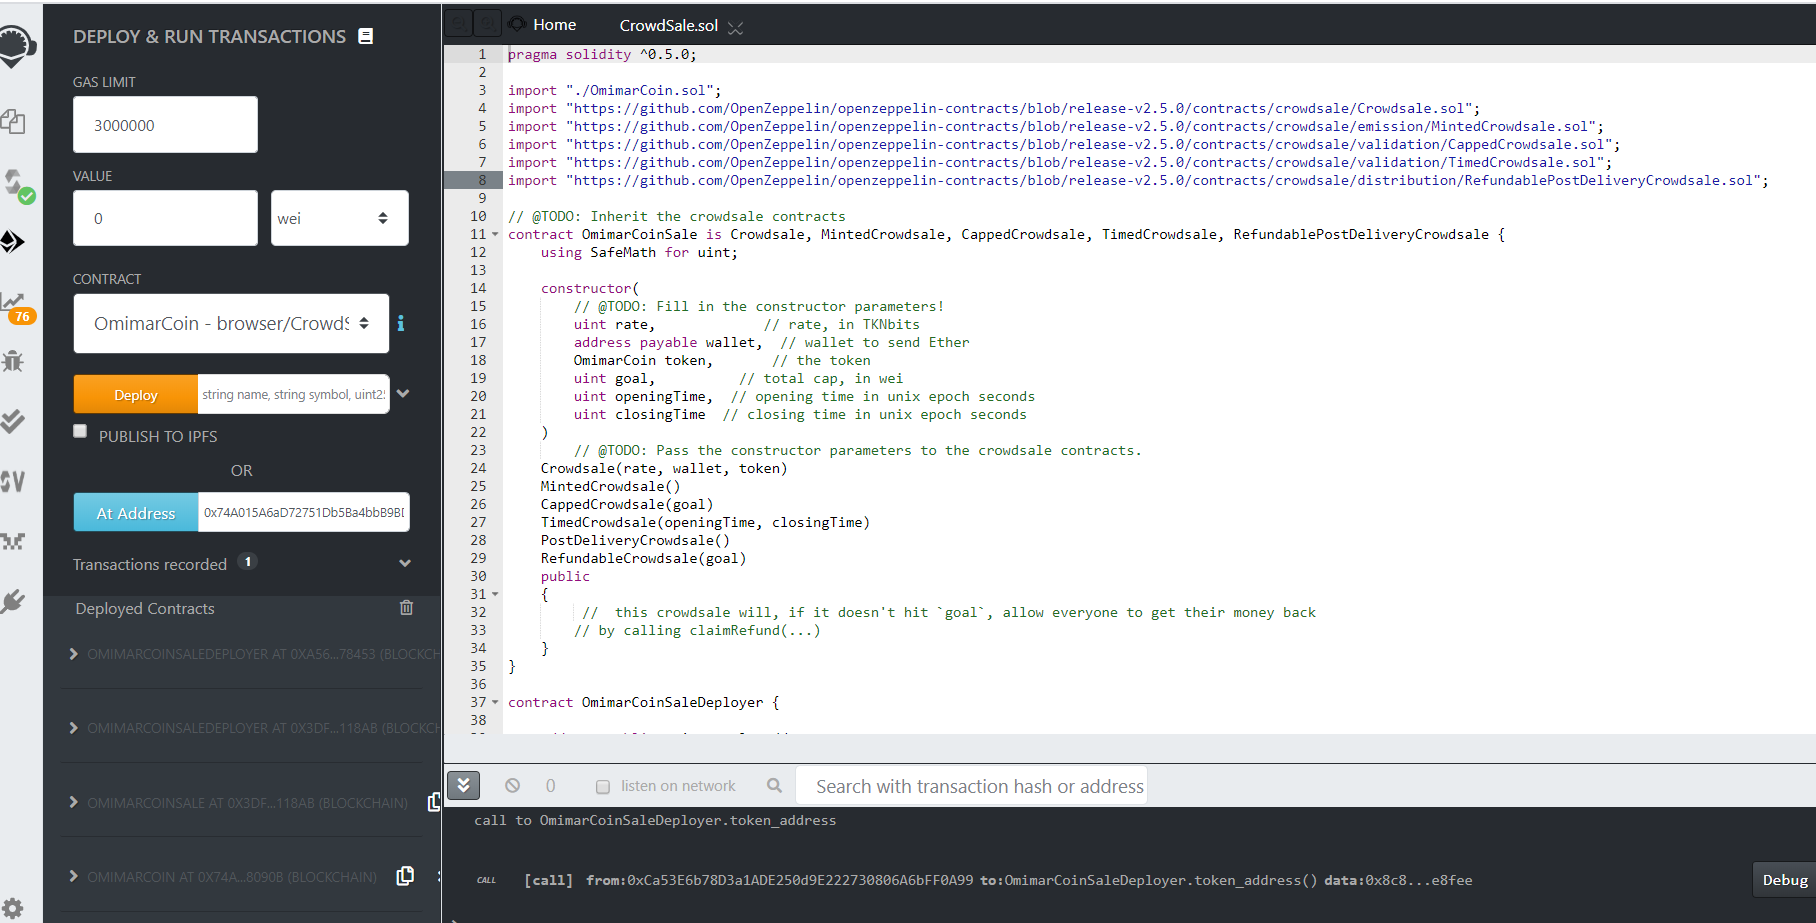 DEPLOY & RUN TRANSACTIONS
GAS LIMIT
3000000
VALUE
0
wei
CONTRACT
OmimarCoin - browser/CrowdS
Deploy
string name, string symbol, uint25
PUBLISH TO IPFS
OR
At Address
0x74A015A6aD72751Db5Ba4bbB9BD
Transactions recorded 1
Deployed Contracts
OMIMARCOINSALEDEPLOYER AT 0XA56...78453 (BLOCKCH
OMIMARCOINSALEDEPLOYER AT 0X3DF...118AB (BLOCKCH
OMIMARCOINSALE AT 0X3DF...118AB (BLOCKCHAIN)
OMIMARCOIN AT 0X74A...8090B (BLOCKCHAIN)
76
SV
Home
CrowdSale.sol
1 pragma solidity ^0.5.0;
2
3 import "./OmimarCoin.sol";
4 import "https://github.com/OpenZeppelin/openzeppelin-contracts/blob/release-v2.5.0/contracts/crowdsale/Crowdsale.sol";
5 import "https://github.com/OpenZeppelin/openzeppelin-contracts/blob/release-v2.5.0/contracts/crowdsale/emission/MintedCrowdsale.sol";
6 import "https://github.com/OpenZeppelin/openzeppelin-contracts/blob/release-v2.5.0/contracts/crowdsale/validation/CappedCrowdsale.sol";
7 import "https://github.com/OpenZeppelin/openzeppelin-contracts/blob/release-v2.5.0/contracts/crowdsale/validation/TimedCrowdsale.sol";
8 import "https://github.com/OpenZeppelin/openzeppelin-contracts/blob/release-v2.5.0/contracts/crowdsale/distribution/RefundablePostDeliveryCrowdsale.sol";
9
10 // @TODO: Inherit the crowdsale contracts
11 contract OmimarCoinSale is Crowdsale, MintedCrowdsale, CappedCrowdsale, TimedCrowdsale, RefundablePostDeliveryCrowdsale {
12 using SafeMath for uint;
13
14 constructor(
15 // @TODO: Fill in the constructor parameters!
16 uint rate, // rate, in TKNbits
17 address payable wallet, // wallet to send Ether
18 OmimarCoin token, // the token
19 uint goal, // total cap, in wei
20 uint openingTime, // opening time in unix epoch seconds
21 uint closingTime // closing time in unix epoch seconds
22 )
23 // @TODO: Pass the constructor parameters to the crowdsale contracts.
24 Crowdsale(rate, wallet, token)
25 MintedCrowdsale()
26 CappedCrowdsale(goal)
27 TimedCrowdsale(openingTime, closingTime)
28 PostDeliveryCrowdsale()
29 RefundableCrowdsale(goal)
30 public
31 {
32 // this crowdsale will, if it doesn't hit `goal`, allow everyone to get their money back
33 // by calling claimRefund(...)
34 }
35 }
36
37 contract OmimarCoinSaleDeployer {
38
0
listen on network
Search with transaction hash or address
call to OmimarCoinSaleDeployer.token_address
CALL [call] from:0xCa53E6b78D3a1ADE250d9E222730806A6bFF0A99 to:OmimarCoinSaleDeployer.token_address() data:0x8c8...e8fee
Debug